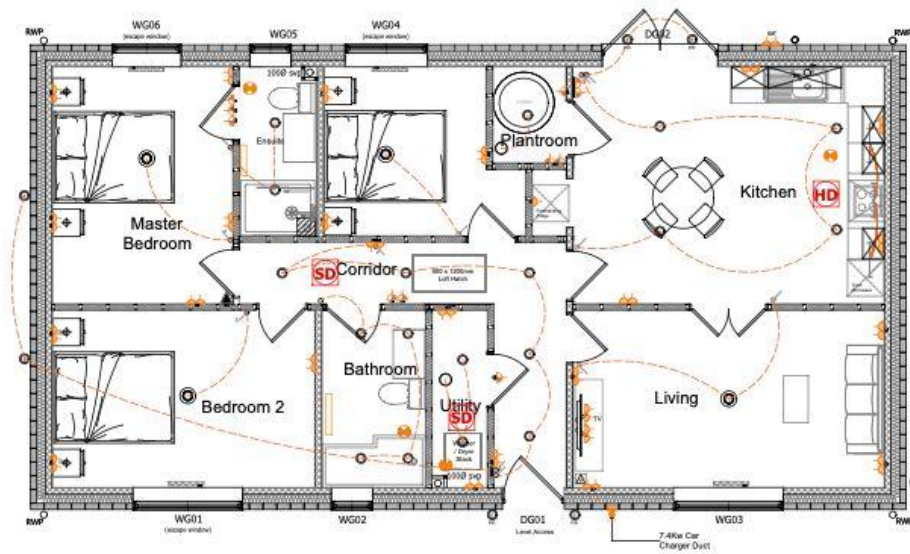 WG06
(escape window)
WG05
WG04
(escape window)
DG02
RWP
RWP
100Ø svp
Ensuite
Plantroom
Kitchen
HD
Master
Bedroom
SD
Corridor
600 x 1200mm
Loft Hatch
Bathroom
Bedroom 2
Utility
SD
/ Dryer
Stack
100Ø svp
Living
TV
RWP
RWP
WG01
(escape window)
WG02
DG01
Level Access
WG03
7.4Kw Car
Charger Duct